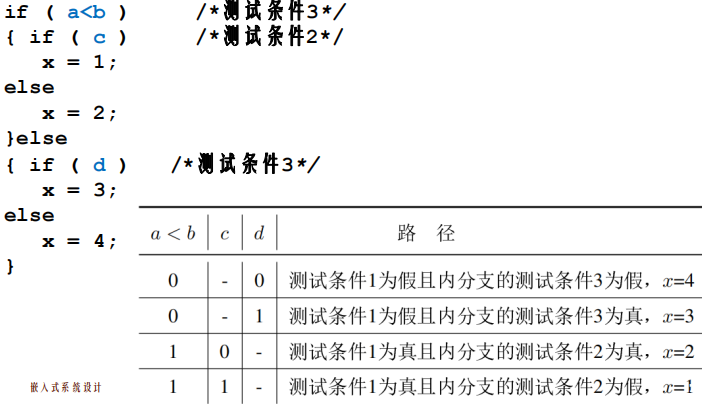 if ( a<b )      /*测试条件3*/
{ if ( c )      /*测试条件2*/
   x = 1;
else
   x = 2;
}else
{ if ( d )   /*测试条件3*/
   x = 3;
else
   x = 4;
}
a < b c d 路 径
0 - 0 测试条件1为假且内分支的测试条件3为假，x=4
0 - 1 测试条件1为假且内分支的测试条件3为真，x=3
1 0 - 测试条件1为真且内分支的测试条件2为真，x=2
1 1 - 测试条件1为真且内分支的测试条件2为假，x=1
嵌入式系统设计